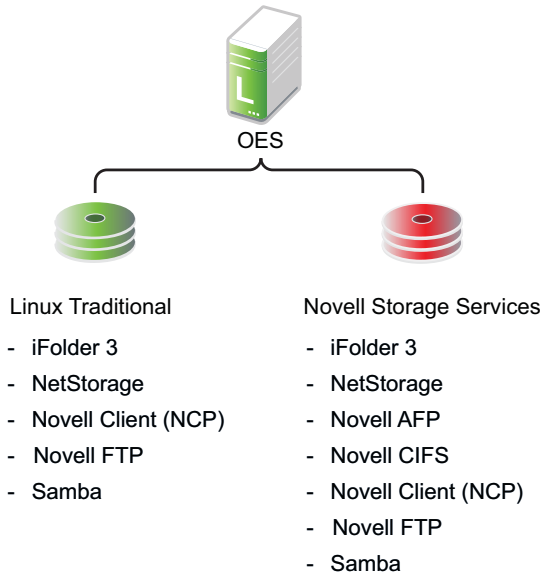 L
OES
Linux Traditional
- iFolder 3
- NetStorage
- Novell Client (NCP)
- Novell FTP
- Samba
Novell Storage Services
- iFolder 3
- NetStorage
- Novell AFP
- Novell CIFS
- Novell Client (NCP)
- Novell FTP
- Samba